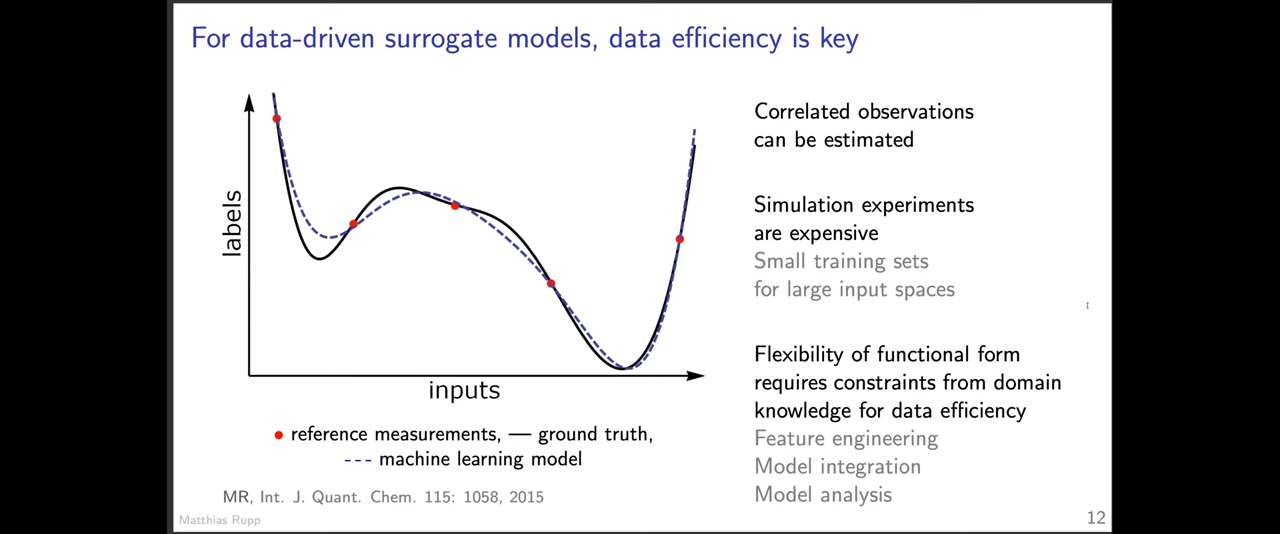 For data-driven surrogate models, data efficiency is key
labels
inputs
reference measurements, — ground truth,
--- machine learning model
MR, Int. J. Quant. Chem. 115: 1058, 2015
Correlated observations
can be estimated
Simulation experiments
are expensive
Small training sets
for large input spaces
Flexibility of functional form
requires constraints from domain
knowledge for data efficiency
Feature engineering
Model integration
Model analysis
Matthias Rupp
12